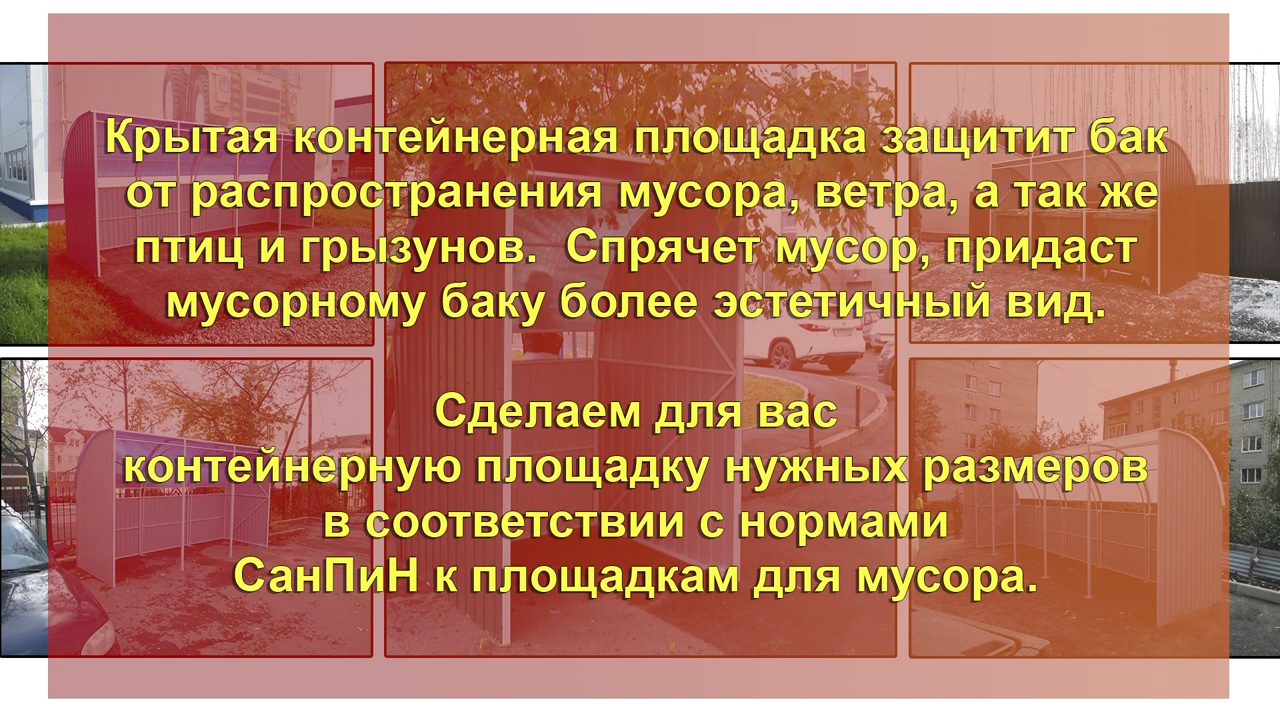 Крытая контейнерная площадка защитит бак
от распространения мусора, ветра, а так же
птиц и грызунов. Спрячет мусор, придаст
мусорному баку более эстетичный вид.
Сделаем для вас
контейнерную площадку нужных размеров
в соответствии с нормами
СанПиН к площадкам для мусора.